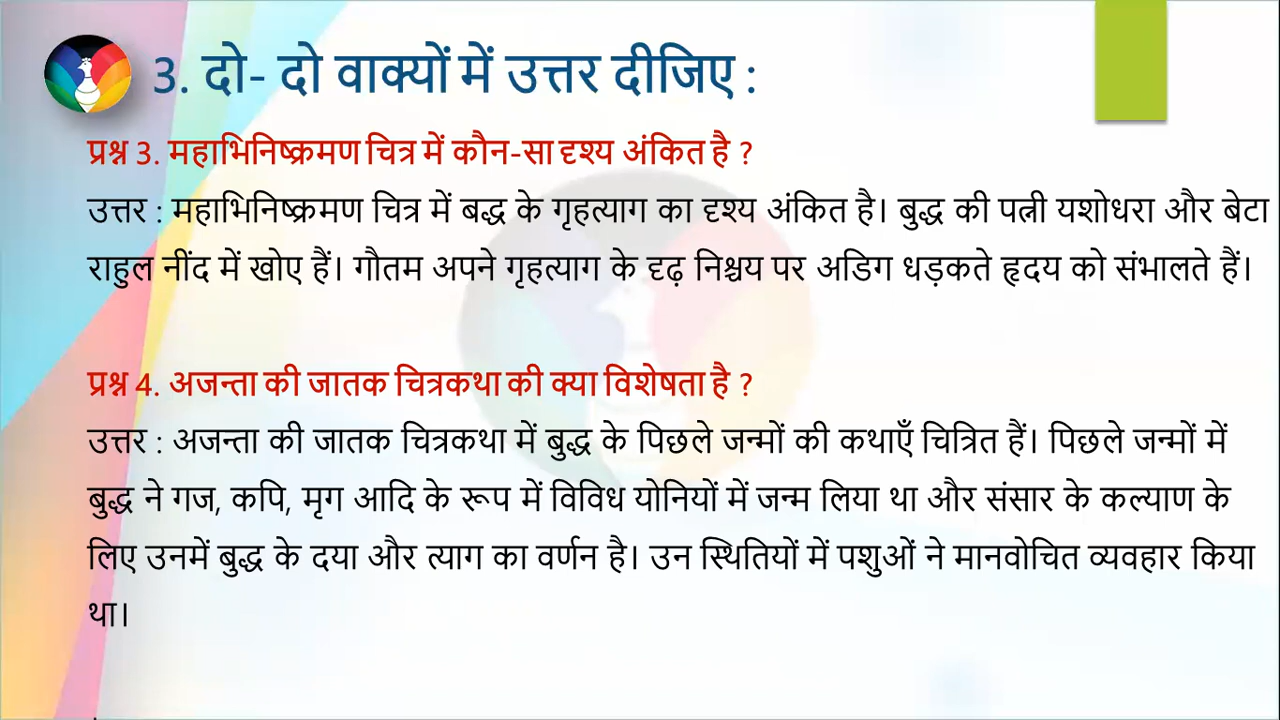 3. दो- दो वाक्यों में उत्तर दीजिए :
प्रश्न 3. महाभिनिष्क्रमण चित्र में कौन-सा दृश्य अंकित है ?
उत्तर : महाभिनिष्क्रमण चित्र में बद्ध के गृहत्याग का दृश्य अंकित है। बुद्ध की पत्नी यशोधरा और बेटा
राहुल नींद में खोए हैं। गौतम अपने गृहत्याग के दृढ़ निश्चय पर अडिग धड़कते हृदय को संभालते हैं।
प्रश्न 4. अजन्ता की जातक चित्रकथा की क्या विशेषता है ?
उत्तर : अजन्ता की जातक चित्रकथा में बुद्ध के पिछले जन्मों की कथाएँ चित्रित हैं। पिछले जन्मों में
बुद्ध ने गज, कपि, मृग आदि के रूप में विविध योनियों में जन्म लिया था और संसार के कल्याण के
लिए उनमें बुद्ध के दया और त्याग का वर्णन है। उन स्थितियों में पशुओं ने मानवोचित व्यवहार किया
था।